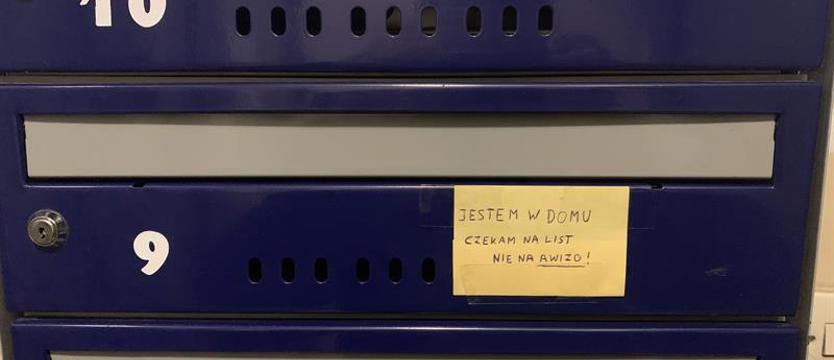 10
9
JESTEM W DOMU
CZEKAM NA LIST
NIE NA AWIZO!